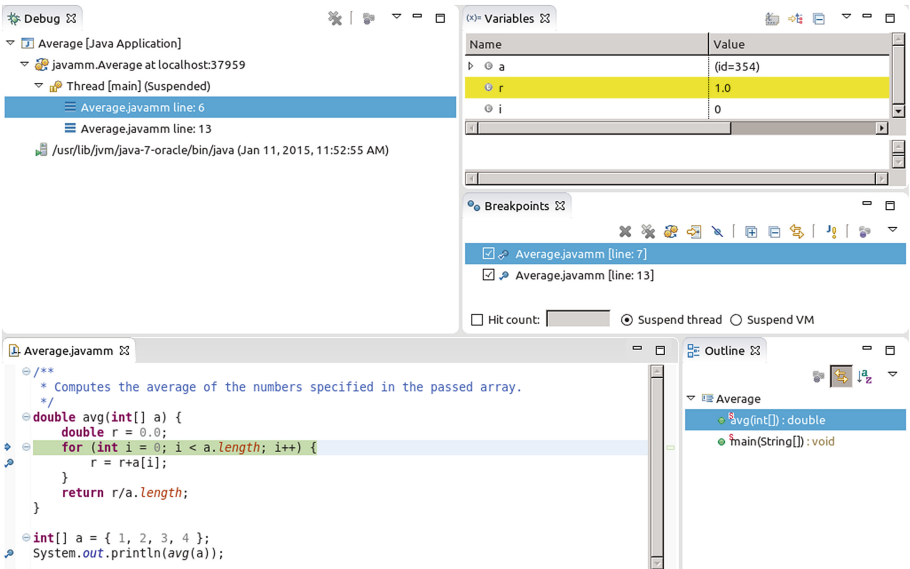 Debug
Average [Java Application]
javamm.Average at localhost:37959
Thread [main] (Suspended)
Average.javamm line: 6
Average.javamm line: 13
/usr/lib/jvm/java-7-oracle/bin/java (Jan 11, 2015, 11:52:55 AM)
(x)= Variables
Name Value
a (id=354)
r 1.0
i 0
Breakpoints
Average.javamm [line: 7]
Average.javamm [line: 13]
Hit count: Suspend thread Suspend VM
Average.javamm
/**
* Computes the average of the numbers specified in the passed array.
*/
double avg(int[] a) {
double r = 0.0;
for (int i = 0; i < a.length; i++) {
r = r+a[i];
}
return r/a.length;
}
int[] a = { 1, 2, 3, 4 };
System.out.println(avg(a));
Outline
Average
avg(int[]) : double
main(String[]) : void